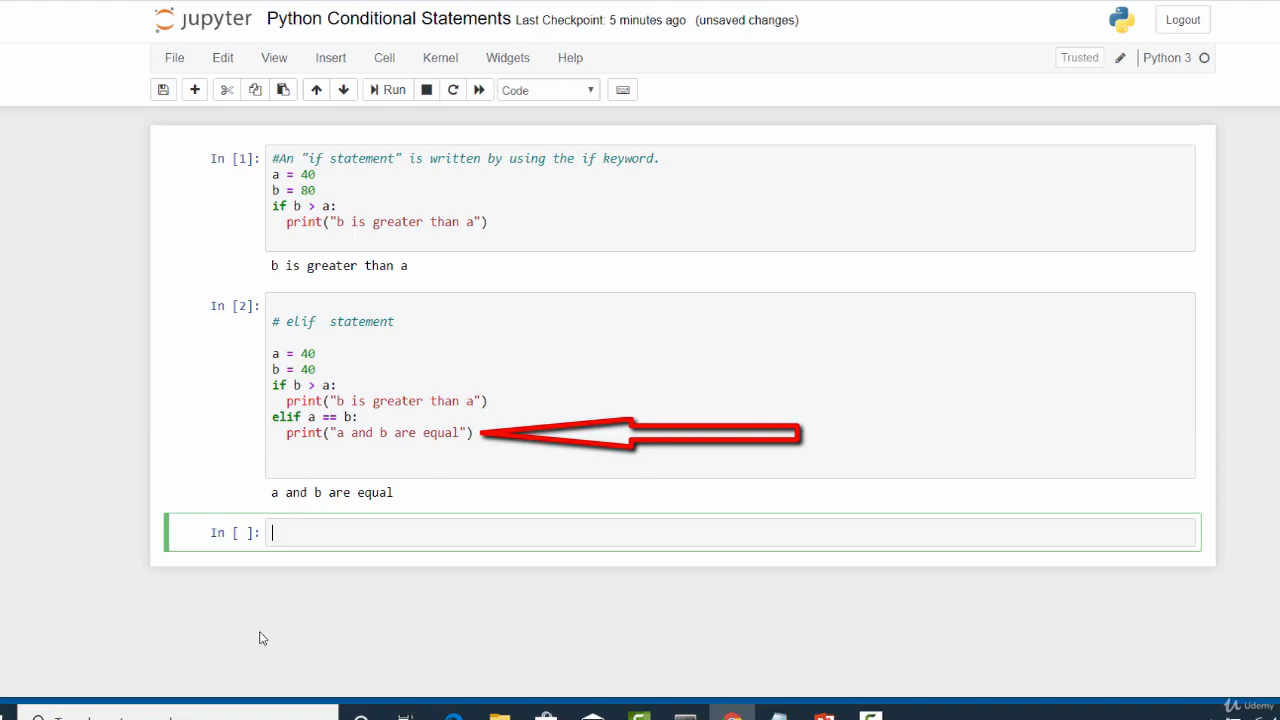 jupyter Python Conditional Statements Last Checkpoint: 5 minutes ago (unsaved changes) Logout
File Edit View Insert Cell Kernel Widgets Help Trusted Python 3
Run Code
In [1]: #An "if statement" is written by using the if keyword.
a = 40
b = 80
if b > a:
  print("b is greater than a")
b is greater than a
In [2]:
# elif  statement
a = 40
b = 40
if b > a:
  print("b is greater than a")
elif a == b:
  print("a and b are equal")
a and b are equal
In [ ]:
Udemy